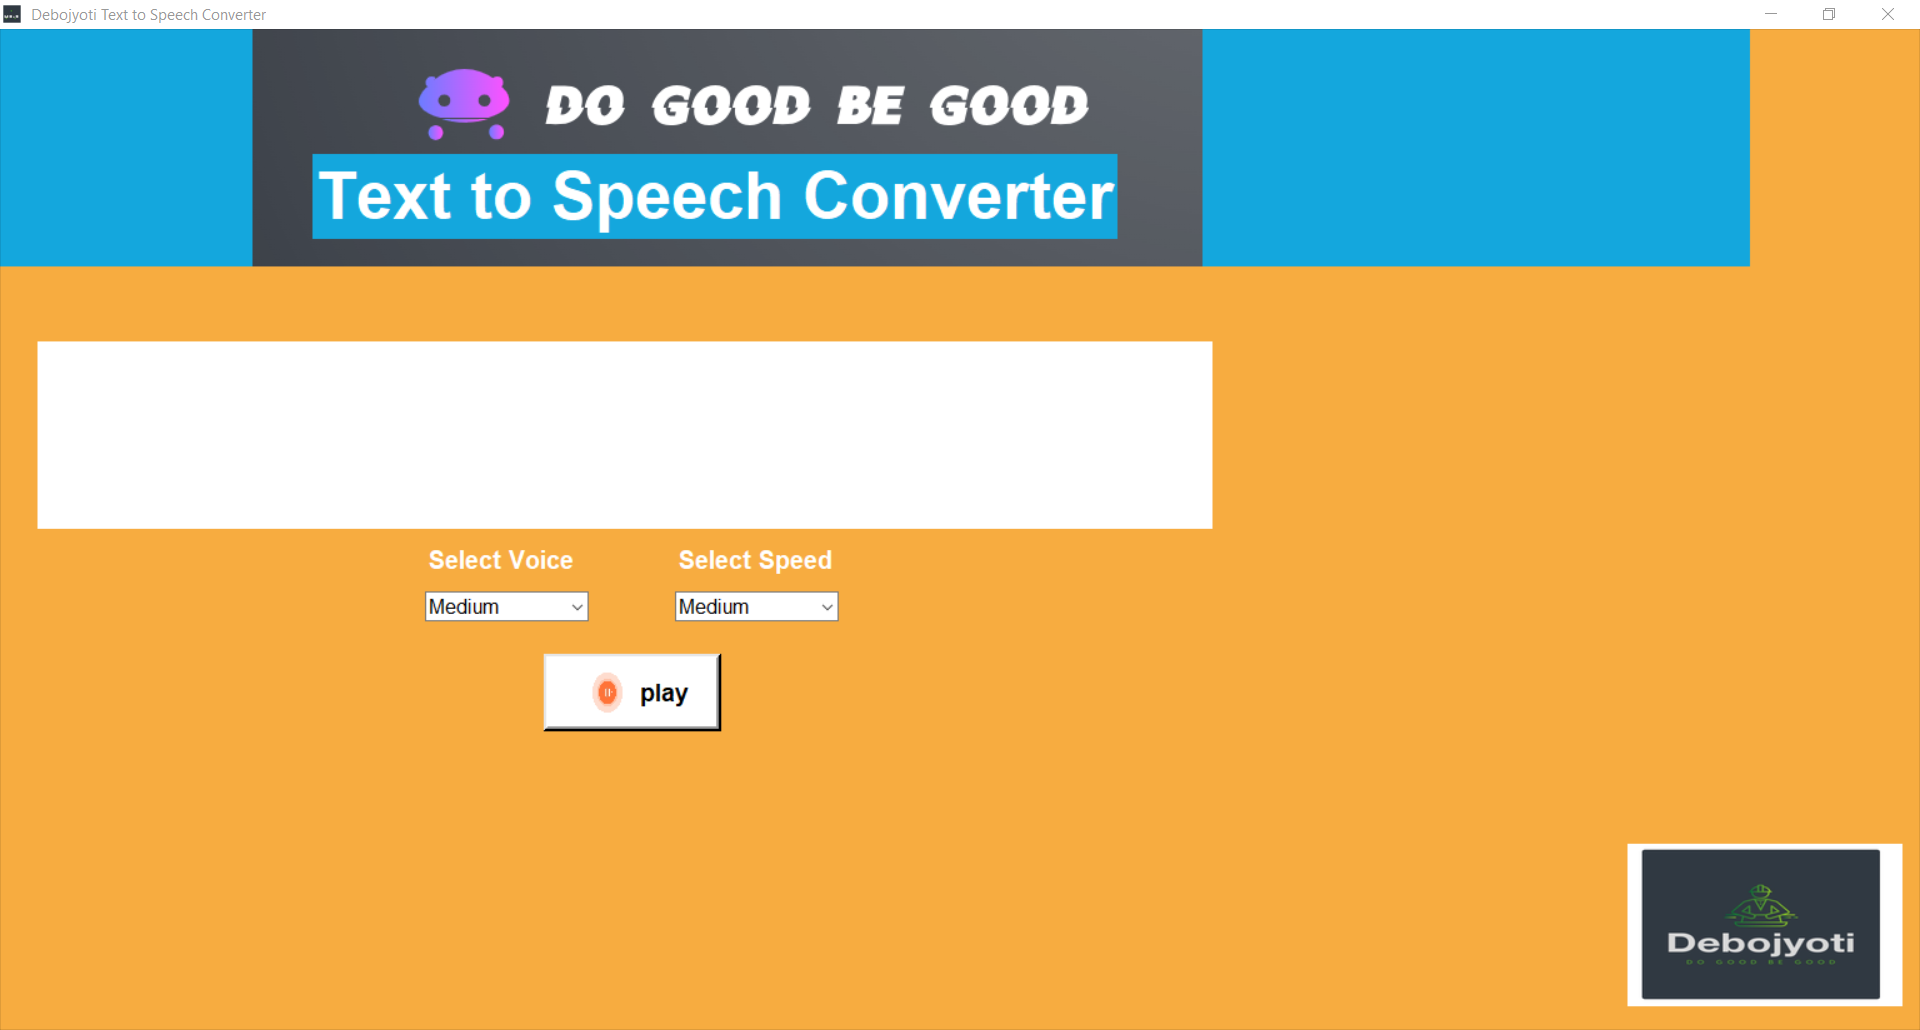 Debojyoti Text to Speech Converter
DO GOOD BE GOOD
Text to Speech Converter
Select Voice
Select Speed
Medium
Medium
play
Debojyoti
DO GOOD BE GOOD